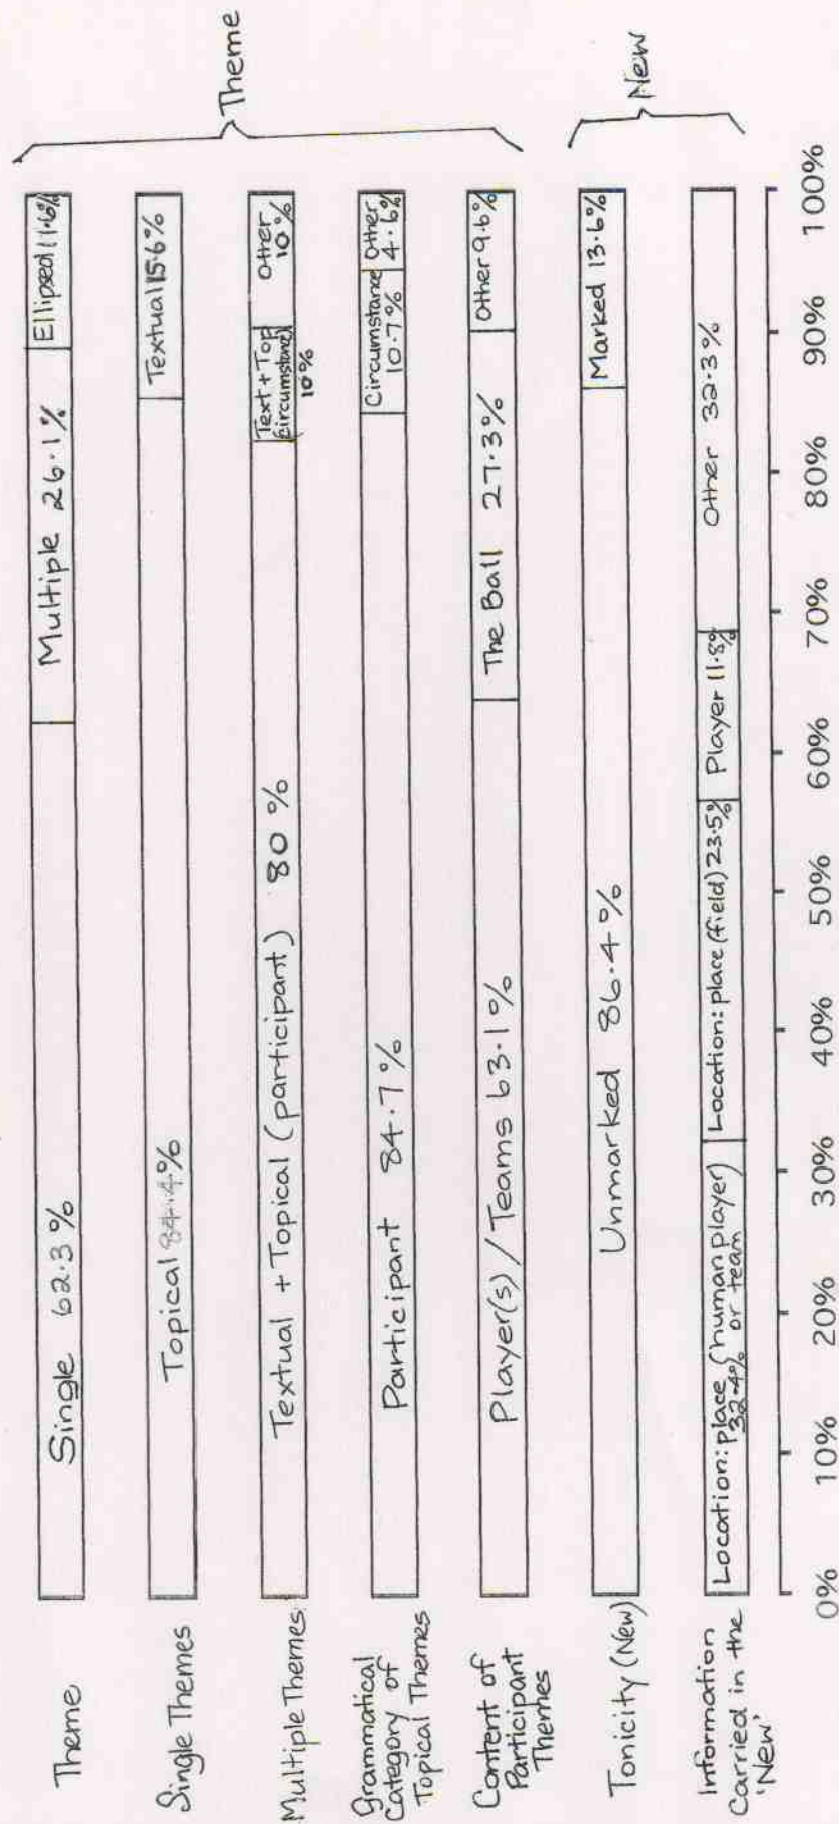 Theme
Single 62.3%
Multiple 26.1%
Ellipsed 11.6%
Single Themes
Topical 84.4%
Textual 15.6%
Multiple Themes
Textual + Topical (participant) 80%
Text + Top
(circumstance)
10%
Other
10%
Grammatical
Category of
Topical Themes
Participant 84.7%
Circumstance
10.7%
Other
4.6%
Content of
Participant
Themes
Player(s) / Teams 63.1%
The Ball 27.3%
Other 9.6%
Theme
Tonicity (New)
Unmarked 86.4%
Marked 13.6%
Information
Carried in the
'New'
Location: place (human player)
32.4% or team
Location: place (field) 23.5%
Player 11.8%
Other 32.3%
New
0% 10% 20% 30% 40% 50% 60% 70% 80% 90% 100%